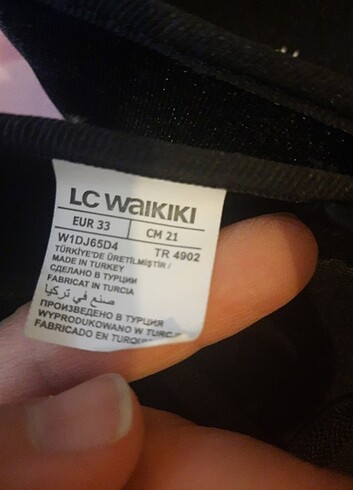 LC WAIKIKI
EUR 33 CM 21
W1DJ65D4 TR 4902
TÜRKİYE'DE ÜRETİLMİŞTİR /
MADE IN TURKEY
СДЕЛАНО В ТУРЦИИ
FABRICAT IN TURCIA
صنع في تركيا
ПРОИЗВЕДЕНО В ТУРЦИЯ
WYPRODUKOWANO W
FABRICADO EN